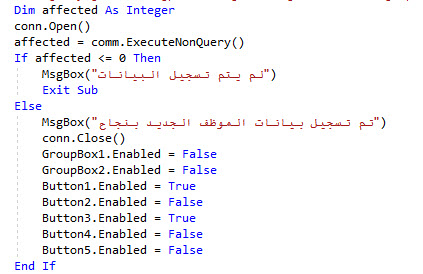 Dim affected As Integer
conn.Open()
affected = comm.ExecuteNonQuery()
If affected <= 0 Then
MsgBox("لم يتم تسجيل البيانات")
Exit Sub
Else
MsgBox("تم تسجيل بيانات الموظف الجديد بنجاح")
conn.Close()
GroupBox1.Enabled = False
GroupBox2.Enabled = False
Button1.Enabled = True
Button2.Enabled = False
Button3.Enabled = True
Button4.Enabled = False
Button5.Enabled = False
End If